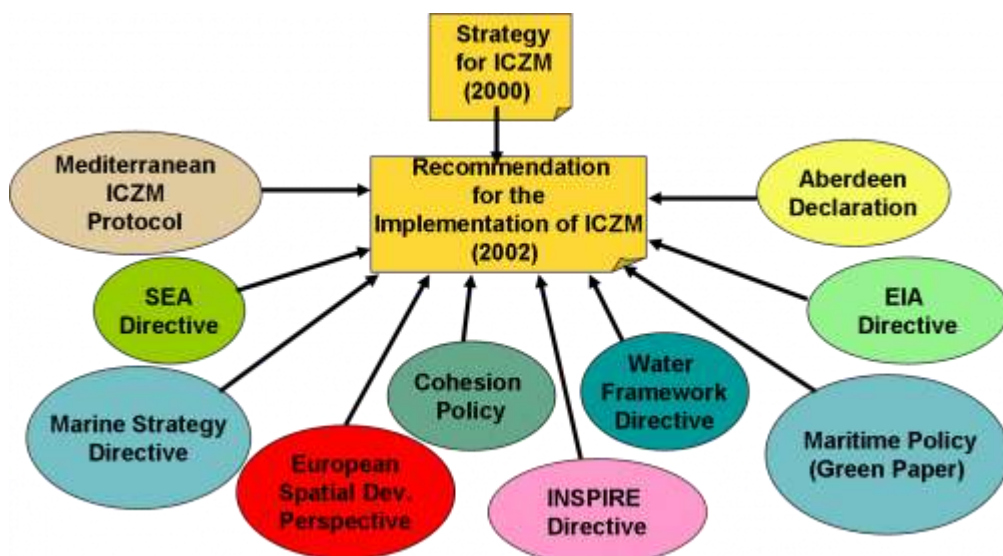 Strategy
for ICZM
(2000)
Recommendation
for the
Implementation of ICZM
(2002)
Mediterranean
ICZM
Protocol
Aberdeen
Declaration
SEA
Directive
EIA
Directive
Marine Strategy
Directive
European
Spatial Dev.
Perspective
Cohesion
Policy
INSPIRE
Directive
Water
Framework
Directive
Maritime Policy
(Green Paper)